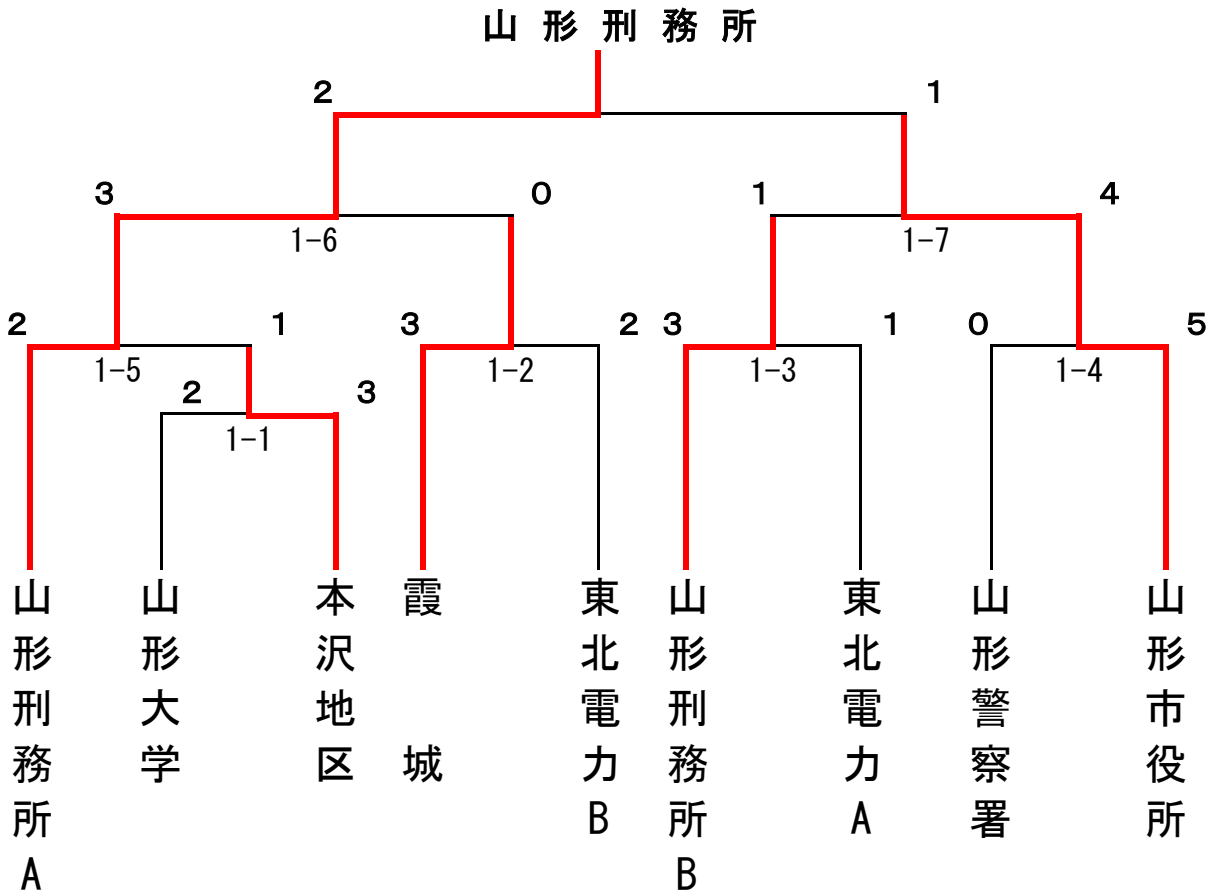 山形刑務所
2 1
3 0 1 4
1-6 1-7
2 1 3 2 3 1 0 5
1-5 1-2 1-3 1-4
2 3
1-1
山形刑務所A
山形大学
本沢地区
霞城
東北電力B
山形刑務所B
東北電力A
山形警察署
山形市役所